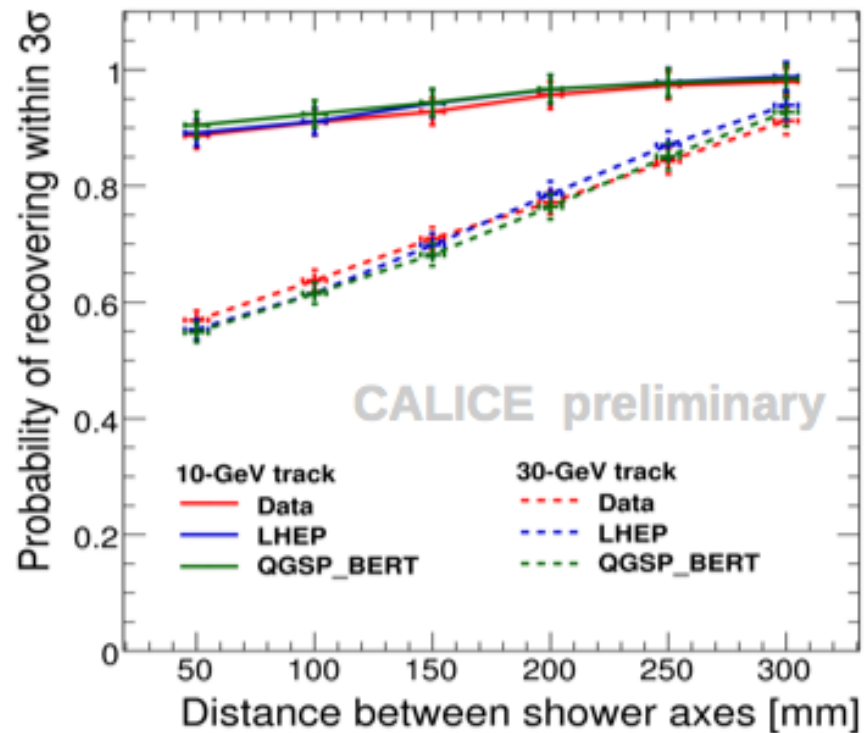 Probability of recovering within 3σ
1
0.8
0.6
0.4
0.2
0
CALICE preliminary
10-GeV track
Data
LHEP
QGSP_BERT
30-GeV track
Data
LHEP
QGSP_BERT
50 100 150 200 250 300
Distance between shower axes [mm]